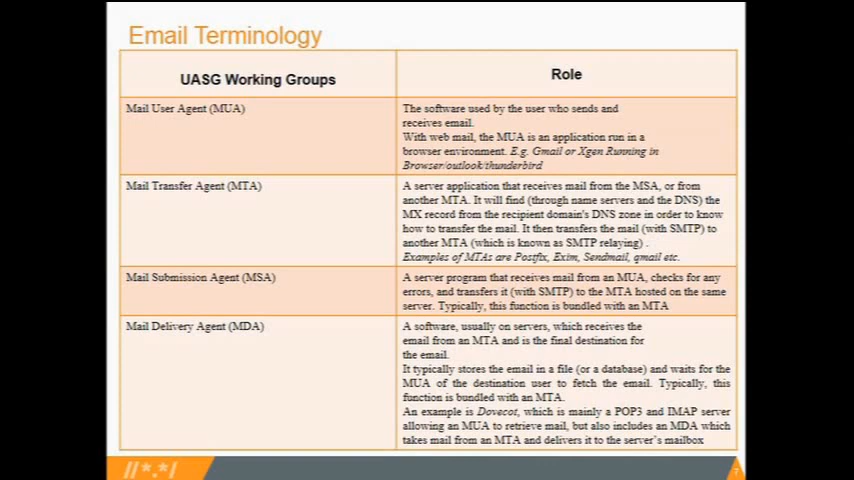 Email Terminology
UASG Working Groups
Role
Mail User Agent (MUA)
The software used by the user who sends and
receives email.
With web mail, the MUA is an application run in a
browser environment. E.g. Gmail or Xgen Running in
Browser/outlook/thunderbird
Mail Transfer Agent (MTA)
A server application that receives mail from the MSA, or from
another MTA. It will find (through name servers and the DNS) the
MX record from the recipient domain's DNS zone in order to know
how to transfer the mail. It then transfers the mail (with SMTP) to
another MTA (which is known as SMTP relaying) .
Examples of MTAs are Postfix, Exim, Sendmail, qmail etc.
Mail Submission Agent (MSA)
A server program that receives mail from an MUA, checks for any
errors, and transfers it (with SMTP) to the MTA hosted on the same
server. Typically, this function is bundled with an MTA
Mail Delivery Agent (MDA)
A software, usually on servers, which receives the
email from an MTA and is the final destination for
the email.
It typically stores the email in a file (or a database) and waits for the
MUA of the destination user to fetch the email. Typically, this
function is bundled with an MTA.
An example is Dovecot, which is mainly a POP3 and IMAP server
allowing an MUA to retrieve mail, but also includes an MDA which
takes mail from an MTA and delivers it to the server's mailbox
//*.*/
7